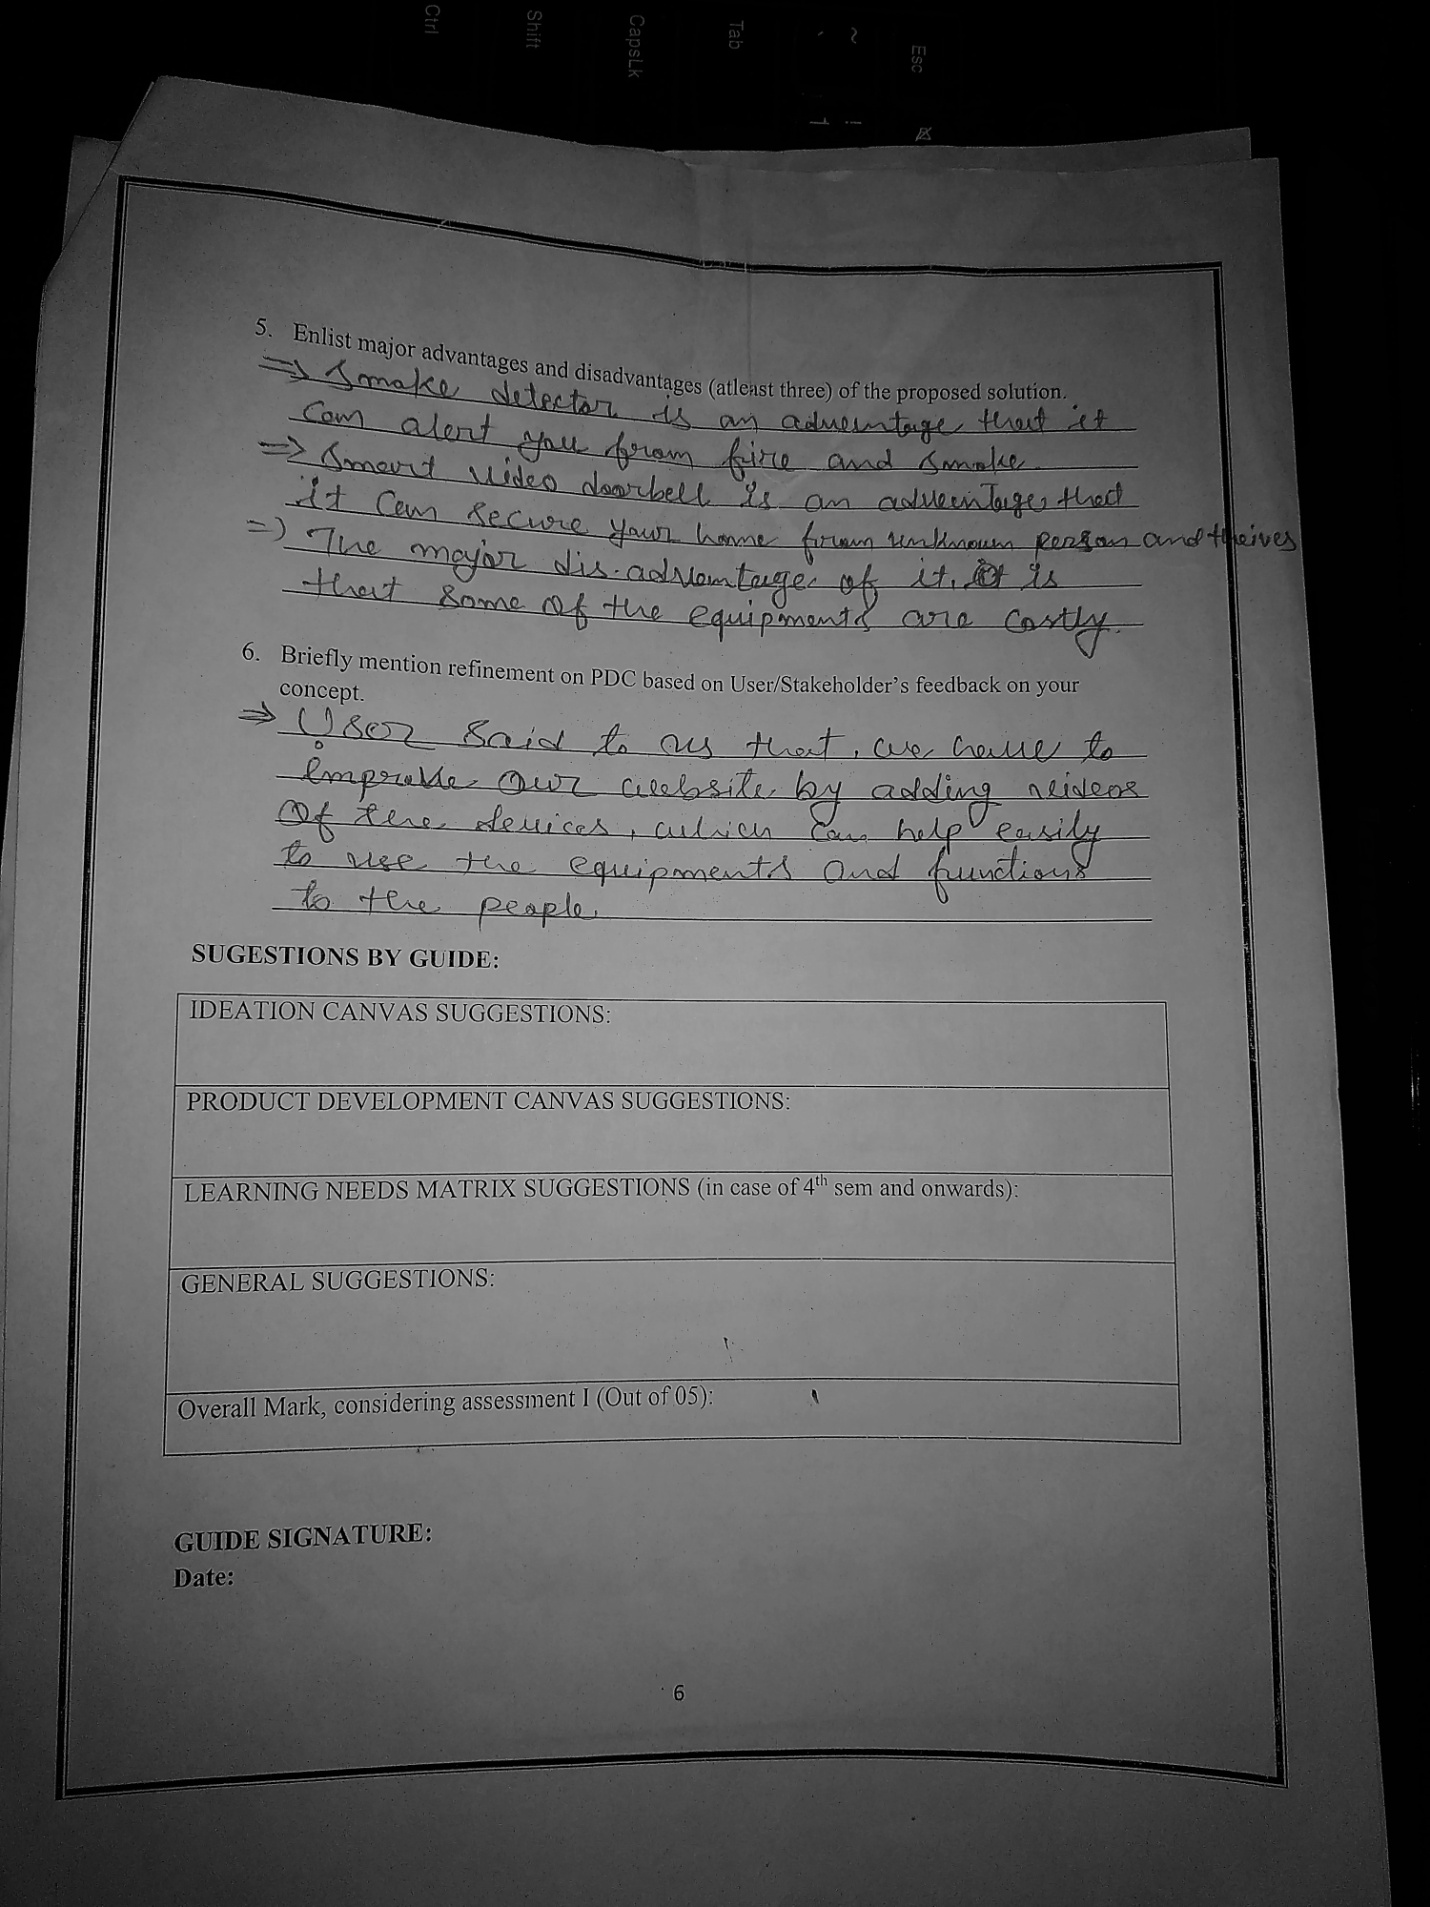 Ctrl
Shift
CapsLk
Tab
~
`
Esc
!
1
5. Enlist major advantages and disadvantages (atleast three) of the proposed solution.
=> Smoke detector is an advantage that it
can alert you from fire and smoke.
=> Smart video doorbell is an advantage that
it can secure your home from unknown person and theives
=> The major dis-advantage of it, is
that some of the equipments are costly.
6. Briefly mention refinement on PDC based on User/Stakeholder's feedback on your
concept.
=> User said to us that, we have to
improve our website by adding videos
of the devices, which can help easily
to use the equipments and functions
to the people.
SUGESTIONS BY GUIDE:
IDEATION CANVAS SUGGESTIONS:
PRODUCT DEVELOPMENT CANVAS SUGGESTIONS:
LEARNING NEEDS MATRIX SUGGESTIONS (in case of 4th sem and onwards):
GENERAL SUGGESTIONS:
Overall Mark, considering assessment I (Out of 05):
GUIDE SIGNATURE:
Date:
6